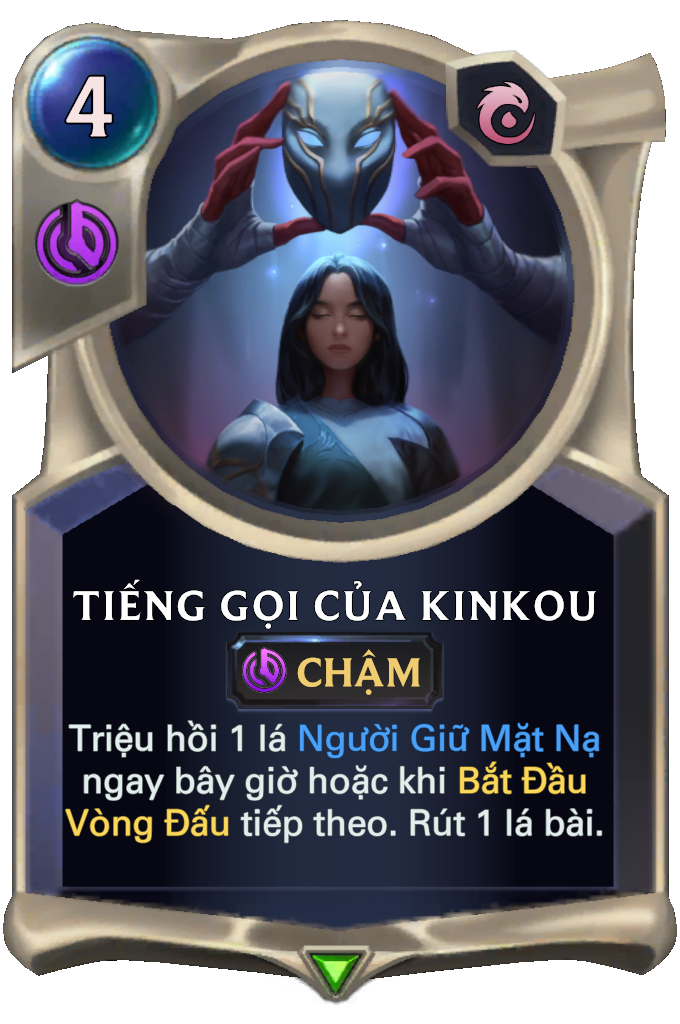 4
TIẾNG GỌI CỦA KINKOU
CHẬM
Triệu hồi 1 lá Người Giữ Mặt Nạ
ngay bây giờ hoặc khi Bắt Đầu
Vòng Đấu tiếp theo. Rút 1 lá bài.